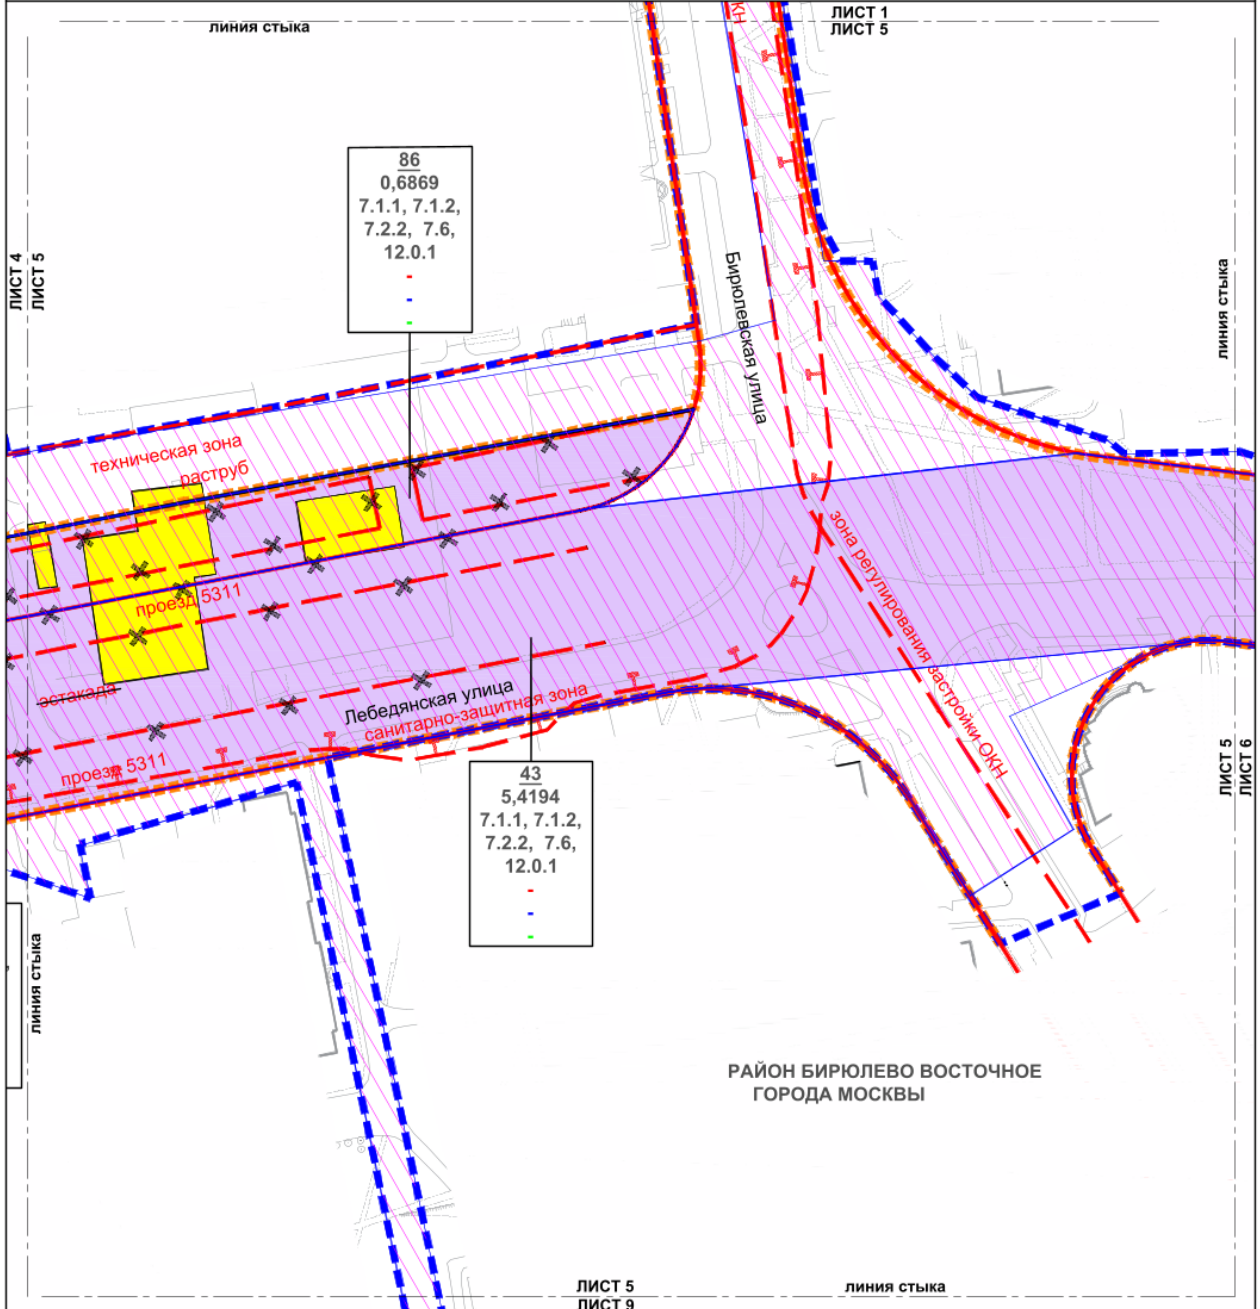 линия стыка
ЛИСТ 1
ЛИСТ 5
КН
86
0,6869
7.1.1, 7.1.2,
7.2.2, 7.6,
12.0.1
-
-
-
ЛИСТ 4
ЛИСТ 5
линия стыка
Бирюлевская улица
техническая зона
раструб
зона регулирования застройки ОКН
проезд 5311
эстакада
Лебедянская улица
санитарно-защитная зона
проезд 5311
43
5,4194
7.1.1, 7.1.2,
7.2.2, 7.6,
12.0.1
-
-
-
ЛИСТ 5
ЛИСТ 6
линия стыка
РАЙОН БИРЮЛЕВО ВОСТОЧНОЕ
ГОРОДА МОСКВЫ
ЛИСТ 5
ЛИСТ 9
линия стыка